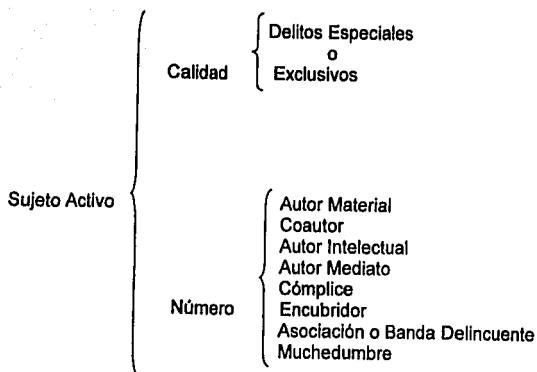 Sujeto Activo
Calidad
Delitos Especiales
o
Exclusivos
Número
Autor Material
Coautor
Autor Intelectual
Autor Mediato
Cómplice
Encubridor
Asociación o Banda Delincuente
Muchedumbre